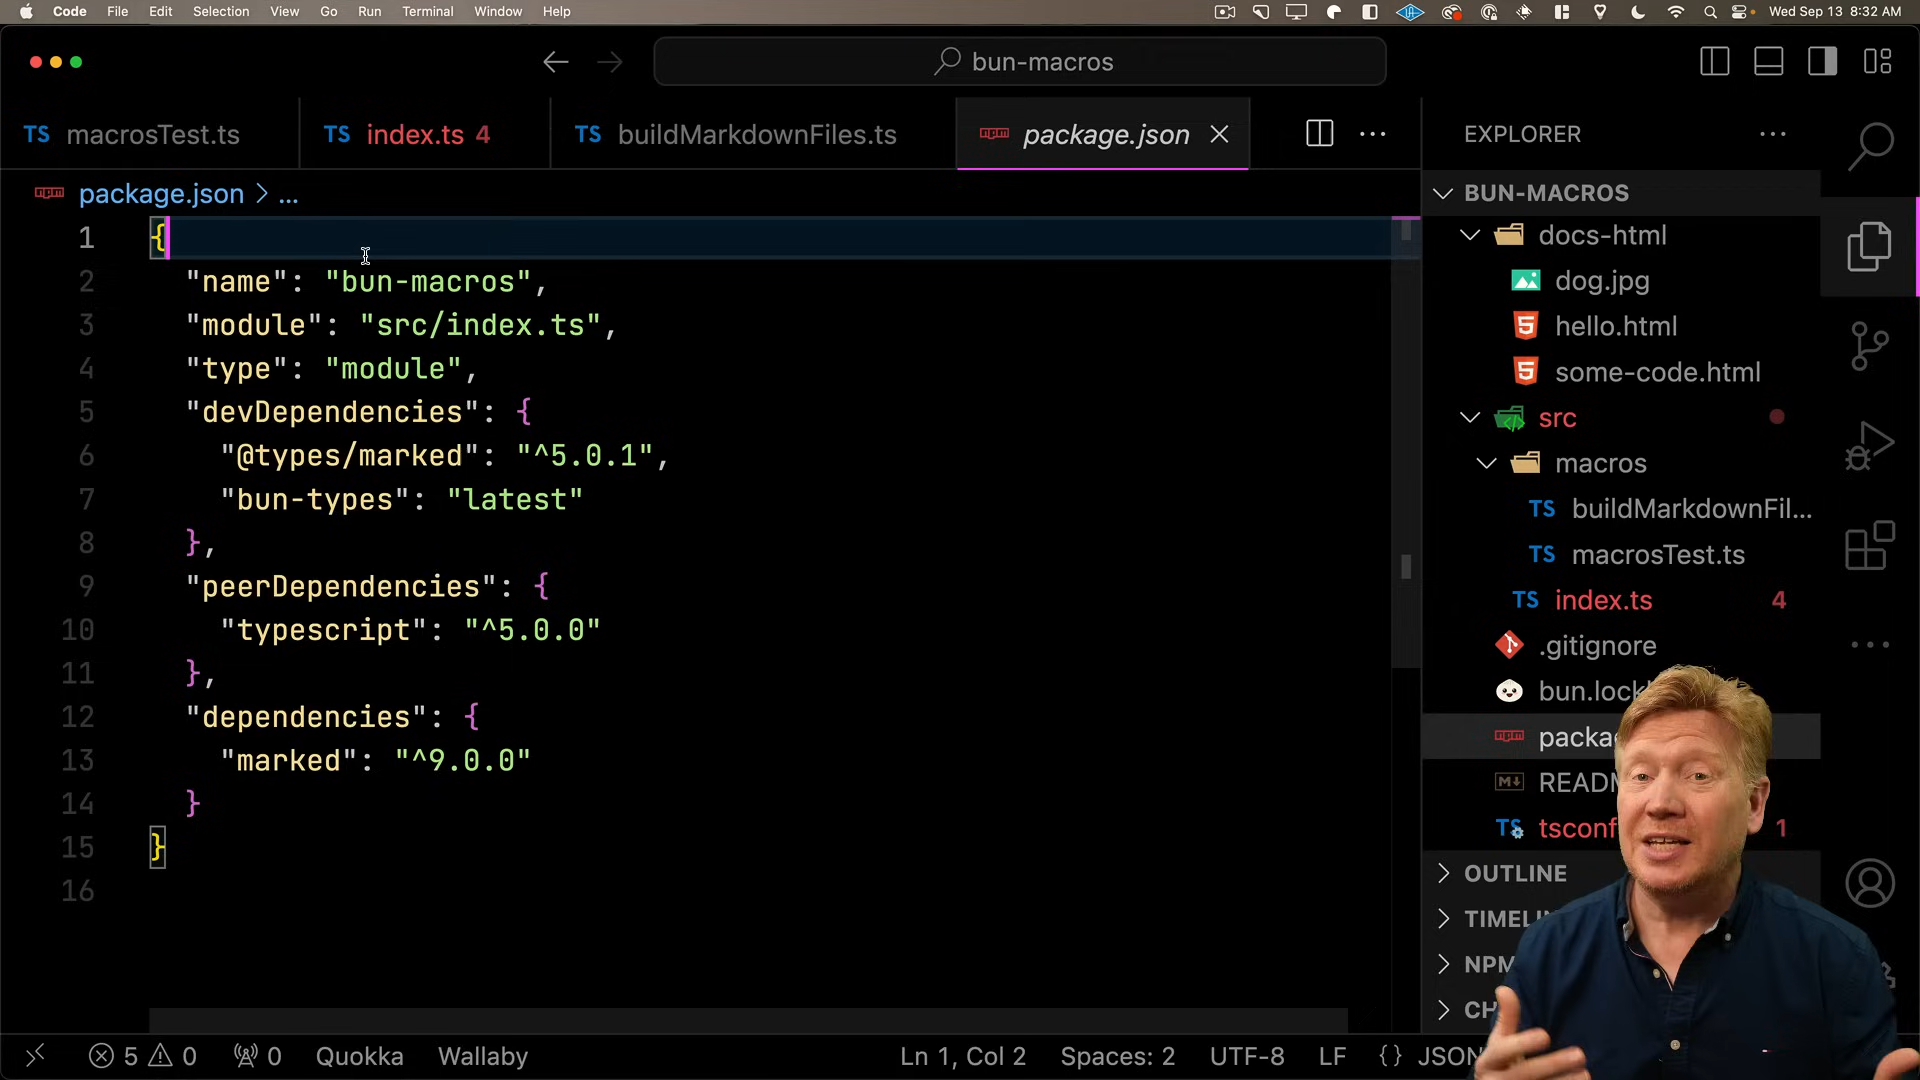 Code File Edit Selection View Go Run Terminal Window Help Wed Sep 13 8:32 AM
bun-macros
TS macrosTest.ts TS index.ts 4 TS buildMarkdownFiles.ts package.json
package.json > ...
1 {
2 "name": "bun-macros",
3 "module": "src/index.ts",
4 "type": "module",
5 "devDependencies": {
6 "@types/marked": "^5.0.1",
7 "bun-types": "latest"
8 },
9 "peerDependencies": {
10 "typescript": "^5.0.0"
11 },
12 "dependencies": {
13 "marked": "^9.0.0"
14 }
15 }
16
EXPLORER
BUN-MACROS
docs-html
dog.jpg
hello.html
some-code.html
src
macros
TS buildMarkdownFil...
TS macrosTest.ts
TS index.ts 4
.gitignore
bun.lock
packa
READM
TS tsconf 1
OUTLINE
TIMELIN
NPM
CH
5 0 0 Quokka Wallaby Ln 1, Col 2 Spaces: 2 UTF-8 LF {} JSON